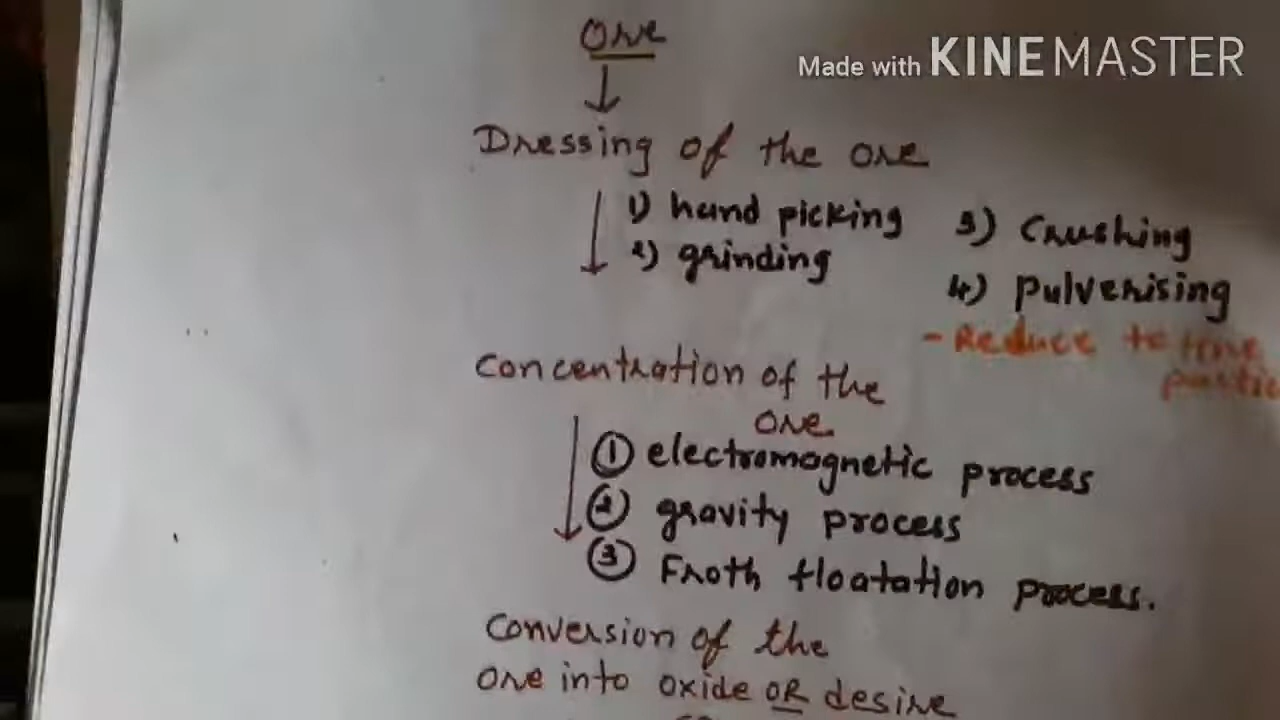 Ore
Made with KINEMASTER
Dressing of the ore
1) hand picking
2) grinding
3) Crushing
4) pulverising
- Reduce to fine
partic
Concentration of the
ore
① electromagnetic process
② gravity process
③ Froth floatation process.
Conversion of the
ore into oxide OR desire